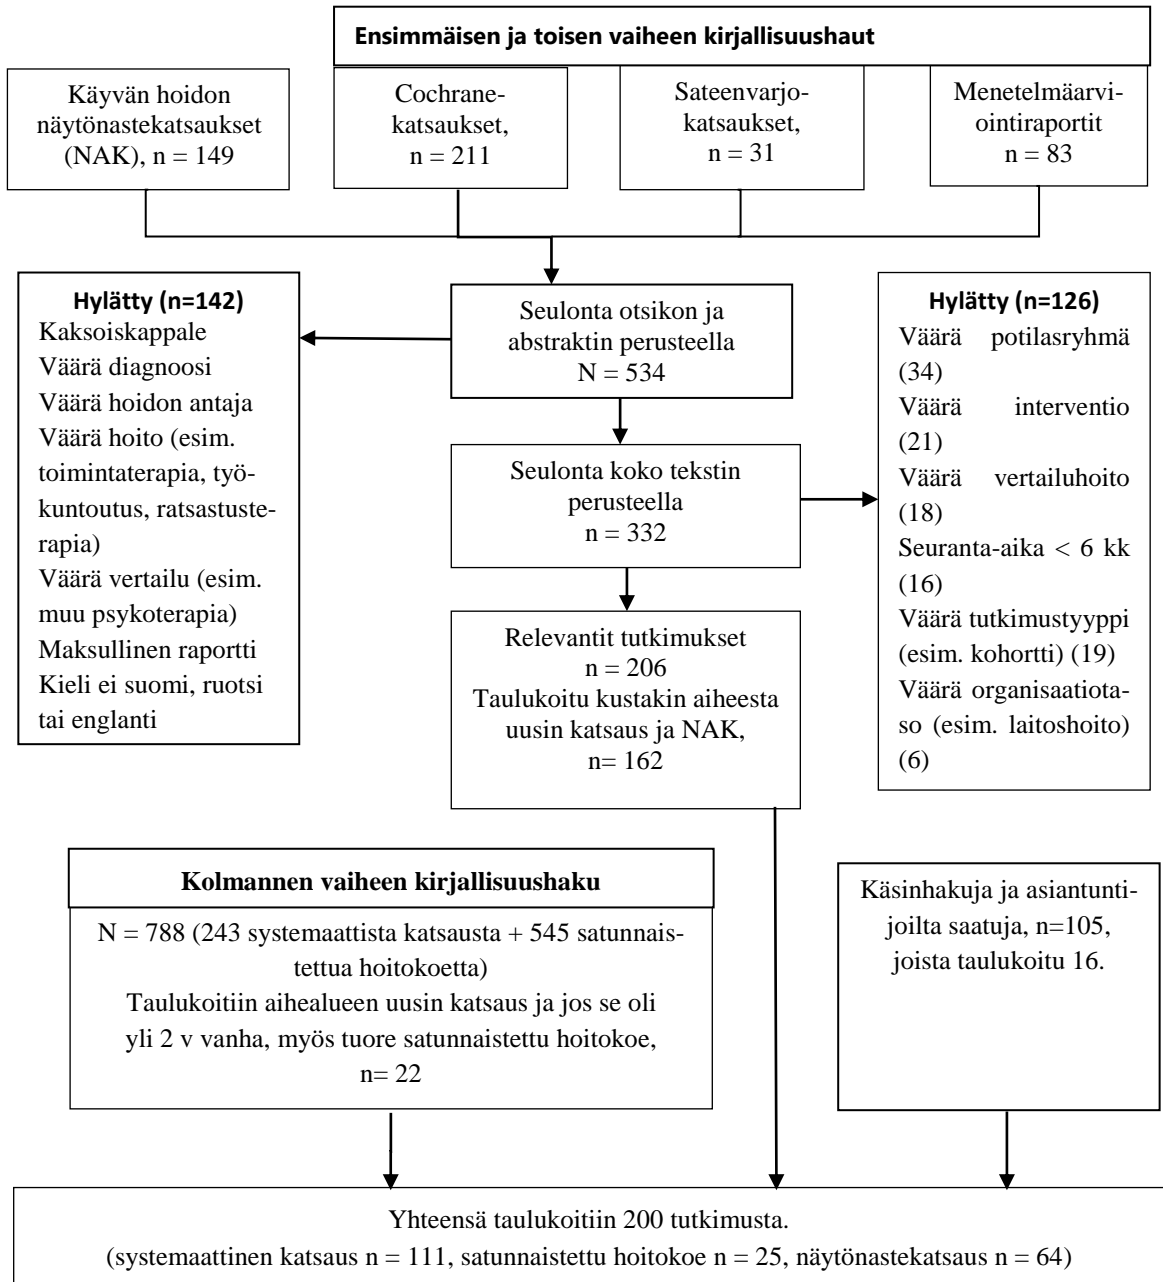 Ensimmäisen ja toisen vaiheen kirjallisuushaut
Käyvän hoidon
näytönastekatsaukset
(NAK), n = 149
Cochrane-
katsaukset,
n = 211
Sateenvarjo-
katsaukset,
n = 31
Menetelmäarvi-
ointiraportit
n = 83
Hylätty (n=142)
Kaksoiskappale
Väärä diagnoosi
Väärä hoidon antaja
Väärä hoito (esim.
toimintaterapia, työ-
kuntoutus, ratsastuste-
rapia)
Väärä vertailu (esim.
muu psykoterapia)
Maksullinen raportti
Kieli ei suomi, ruotsi
tai englanti
Seulonta otsikon ja
abstraktin perusteella
N = 534
Seulonta koko tekstin
perusteella
n = 332
Relevantit tutkimukset
n = 206
Taulukoitu kustakin aiheesta
uusin katsaus ja NAK,
n= 162
Hylätty (n=126)
Väärä potilasryhmä
(34)
Väärä interventio
(21)
Väärä vertailuhoito
(18)
Seuranta-aika < 6 kk
(16)
Väärä tutkimustyyppi
(esim. kohortti) (19)
Väärä organisaatiota-
so (esim. laitoshoito)
(6)
Kolmannen vaiheen kirjallisuushaku
N = 788 (243 systemaattista katsausta + 545 satunnais-
tettua hoitokoetta)
Taulukoitiin aihealueen uusin katsaus ja jos se oli
yli 2 v vanha, myös tuore satunnaistettu hoitokoe,
n= 22
Käsinhakuja ja asiantunti-
joilta saatuja, n=105,
joista taulukoitu 16.
Yhteensä taulukoitiin 200 tutkimusta.
(systemaattinen katsaus n = 111, satunnaistettu hoitokoe n = 25, näytönastekatsaus n = 64)